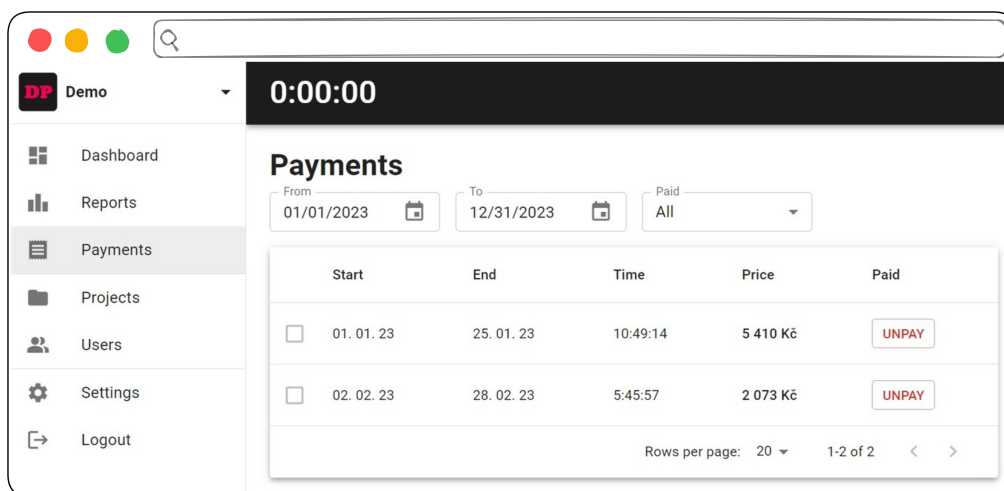 DP Demo
0:00:00
Dashboard
Reports
Payments
Projects
Users
Settings
Logout
Payments
From To Paid
01/01/2023 12/31/2023 All
Start End Time Price Paid
01. 01. 23 25. 01. 23 10:49:14 5 410 Kč UNPAY
02. 02. 23 28. 02. 23 5:45:57 2 073 Kč UNPAY
Rows per page: 20 1-2 of 2